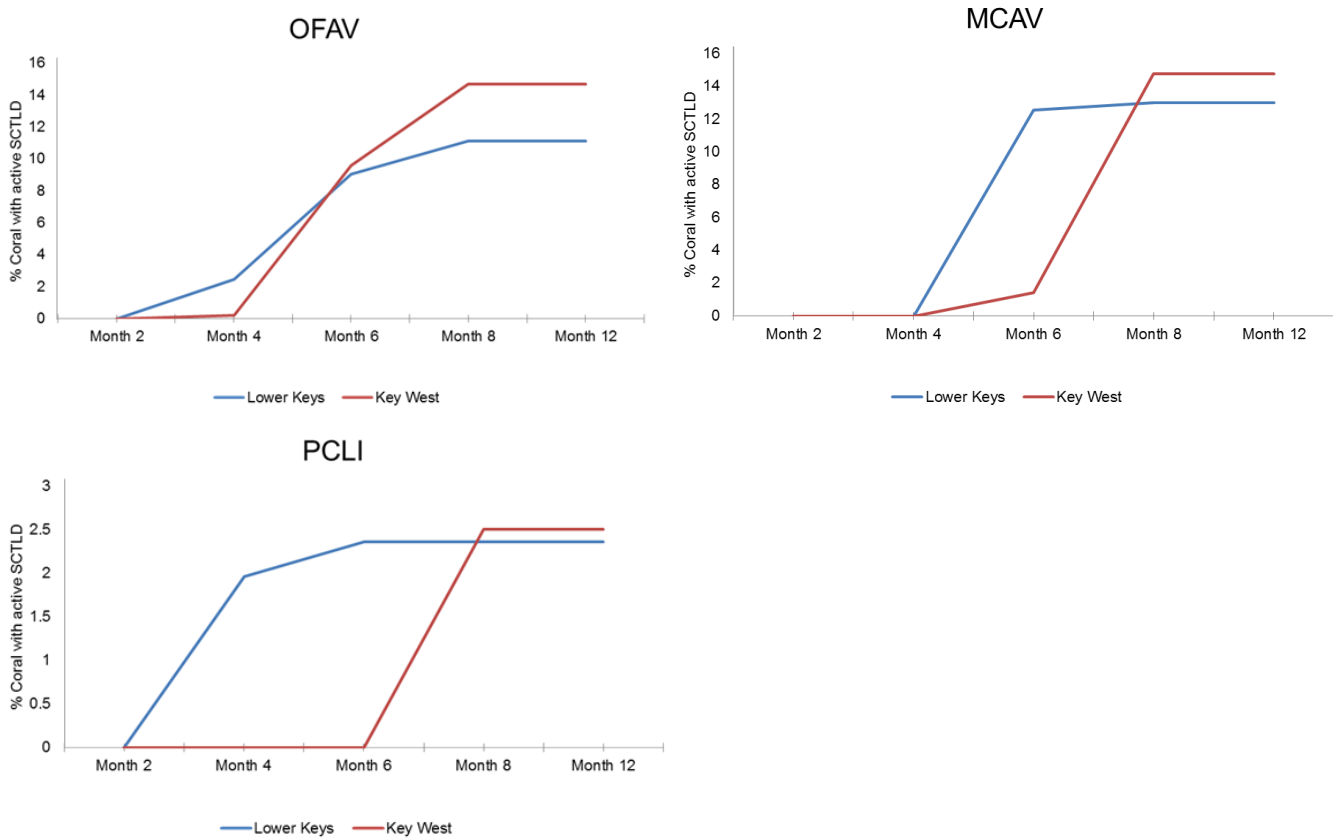 OFAV
% Coral with active SCTLD
16
14
12
10
8
6
4
2
0
Month 2 Month 4 Month 6 Month 8 Month 12
Lower Keys Key West
MCAV
% Coral with active SCTLD
16
14
12
10
8
6
4
2
0
Month 2 Month 4 Month 6 Month 8 Month 12
Lower Keys Key West
PCLI
% Coral with active SCTLD
3
2.5
2
1.5
1
0.5
0
Month 2 Month 4 Month 6 Month 8 Month 12
Lower Keys Key West